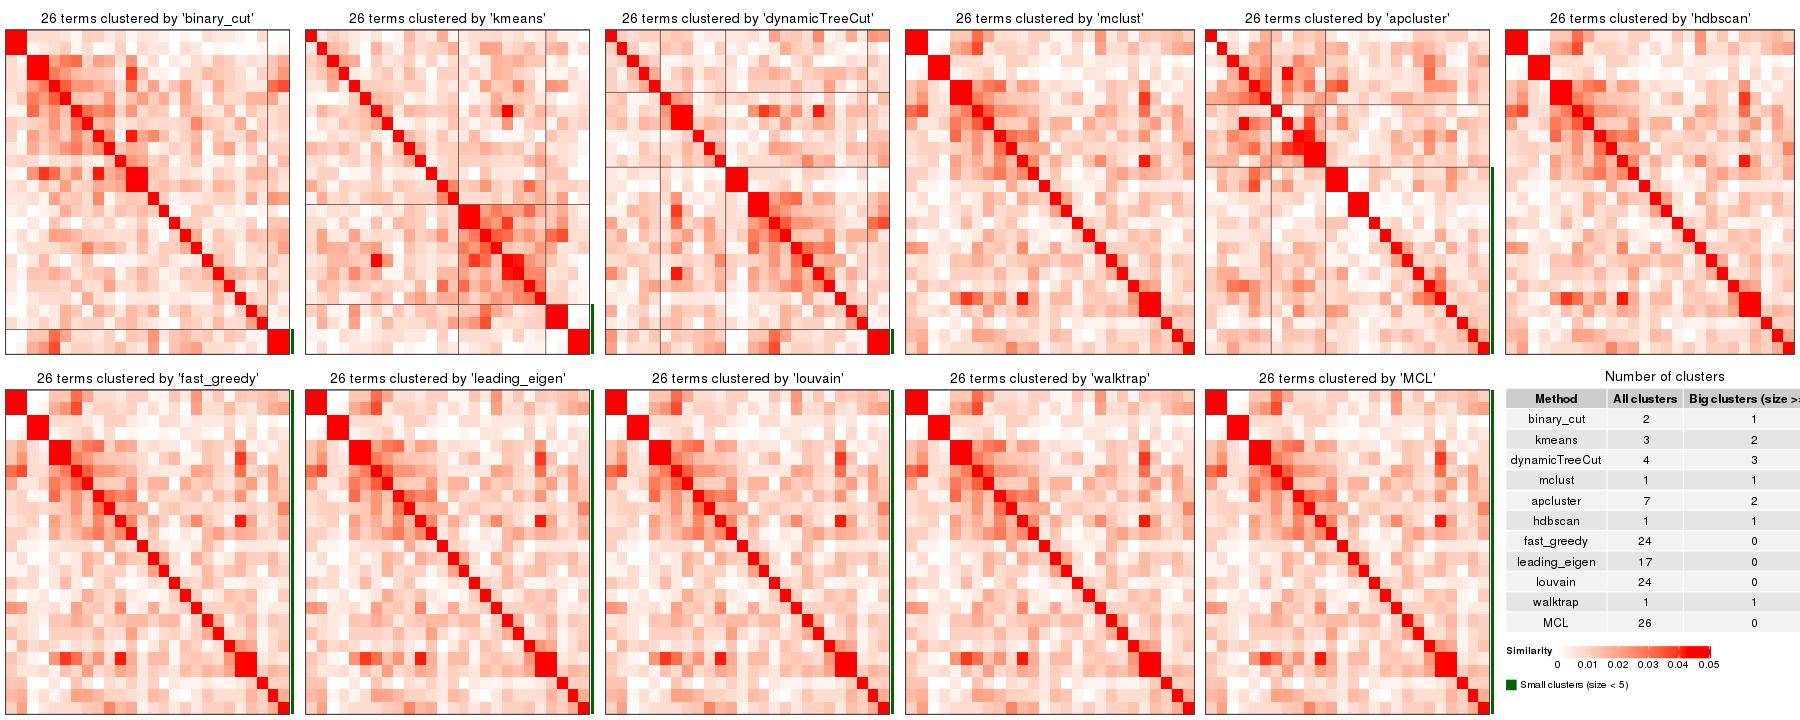 26 terms clustered by 'binary_cut'
26 terms clustered by 'kmeans'
26 terms clustered by 'dynamicTreeCut'
26 terms clustered by 'mclust'
26 terms clustered by 'apcluster'
26 terms clustered by 'hdbscan'
26 terms clustered by 'fast_greedy'
26 terms clustered by 'leading_eigen'
26 terms clustered by 'louvain'
26 terms clustered by 'walktrap'
26 terms clustered by 'MCL'
Number of clusters
Method All clusters Big clusters (size >
binary_cut 2 1
kmeans 3 2
dynamicTreeCut 4 3
mclust 1 1
apcluster 7 2
hdbscan 1 1
fast_greedy 24 0
leading_eigen 17 0
louvain 24 0
walktrap 1 1
MCL 26 0
Similarity
0 0.01 0.02 0.03 0.04 0.05
Small clusters (size < 5)